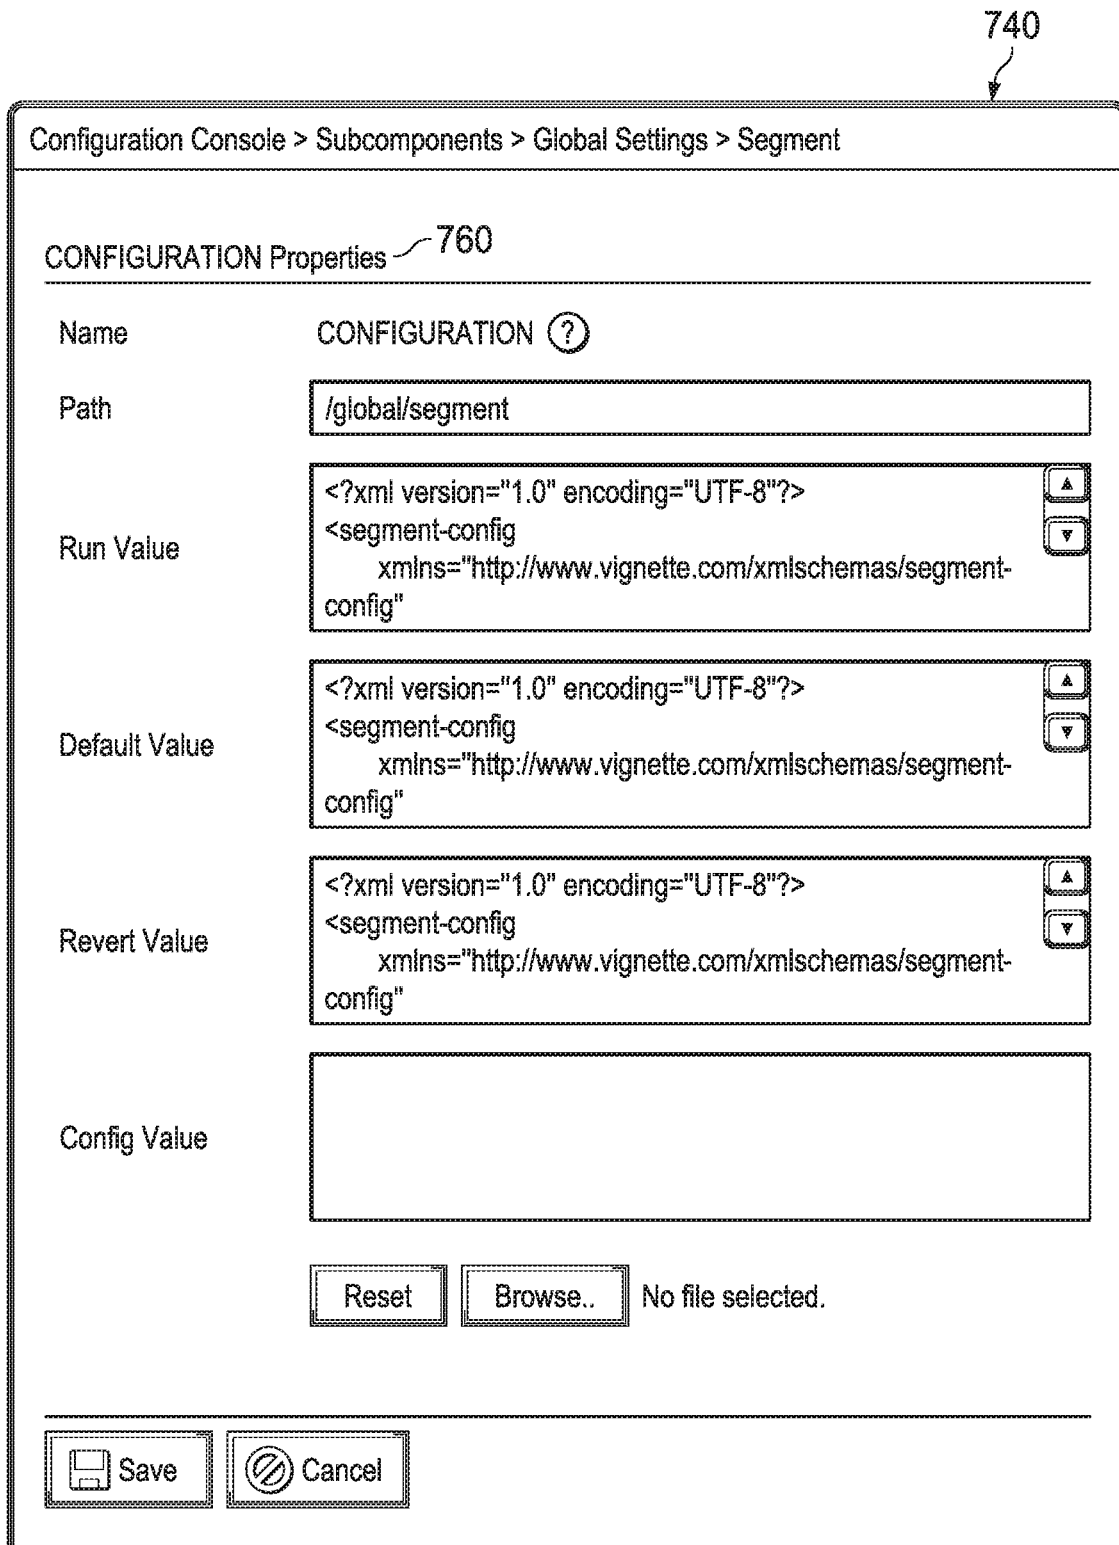 740
Configuration Console > Subcomponents > Global Settings > Segment
CONFIGURATION Properties 760
Name CONFIGURATION ?
Path /global/segment
Run Value
<?xml version="1.0" encoding="UTF-8"?>
<segment-config
xmlns="http://www.vignette.com/xmlschemas/segment-
config"
Default Value
<?xml version="1.0" encoding="UTF-8"?>
<segment-config
xmlns="http://www.vignette.com/xmlschemas/segment-
config"
Revert Value
<?xml version="1.0" encoding="UTF-8"?>
<segment-config
xmlns="http://www.vignette.com/xmlschemas/segment-
config"
Config Value
Reset Browse.. No file selected.
Save Cancel